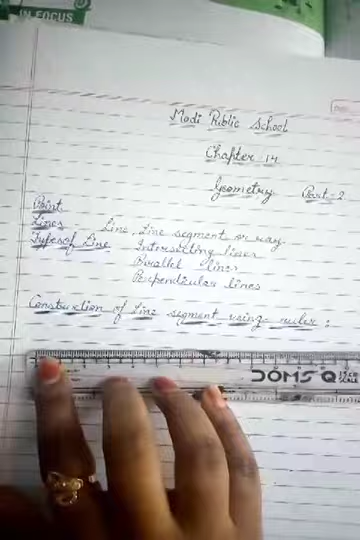 IN FOCUS
Modi Public School
Chapter 14
Geometry Part-2
Point
Lines Line, Line segment or ray.
Types of Line Intersecting lines
Parallel lines
Perpendicular lines
Construction of Line segment using ruler:
DOMS Q